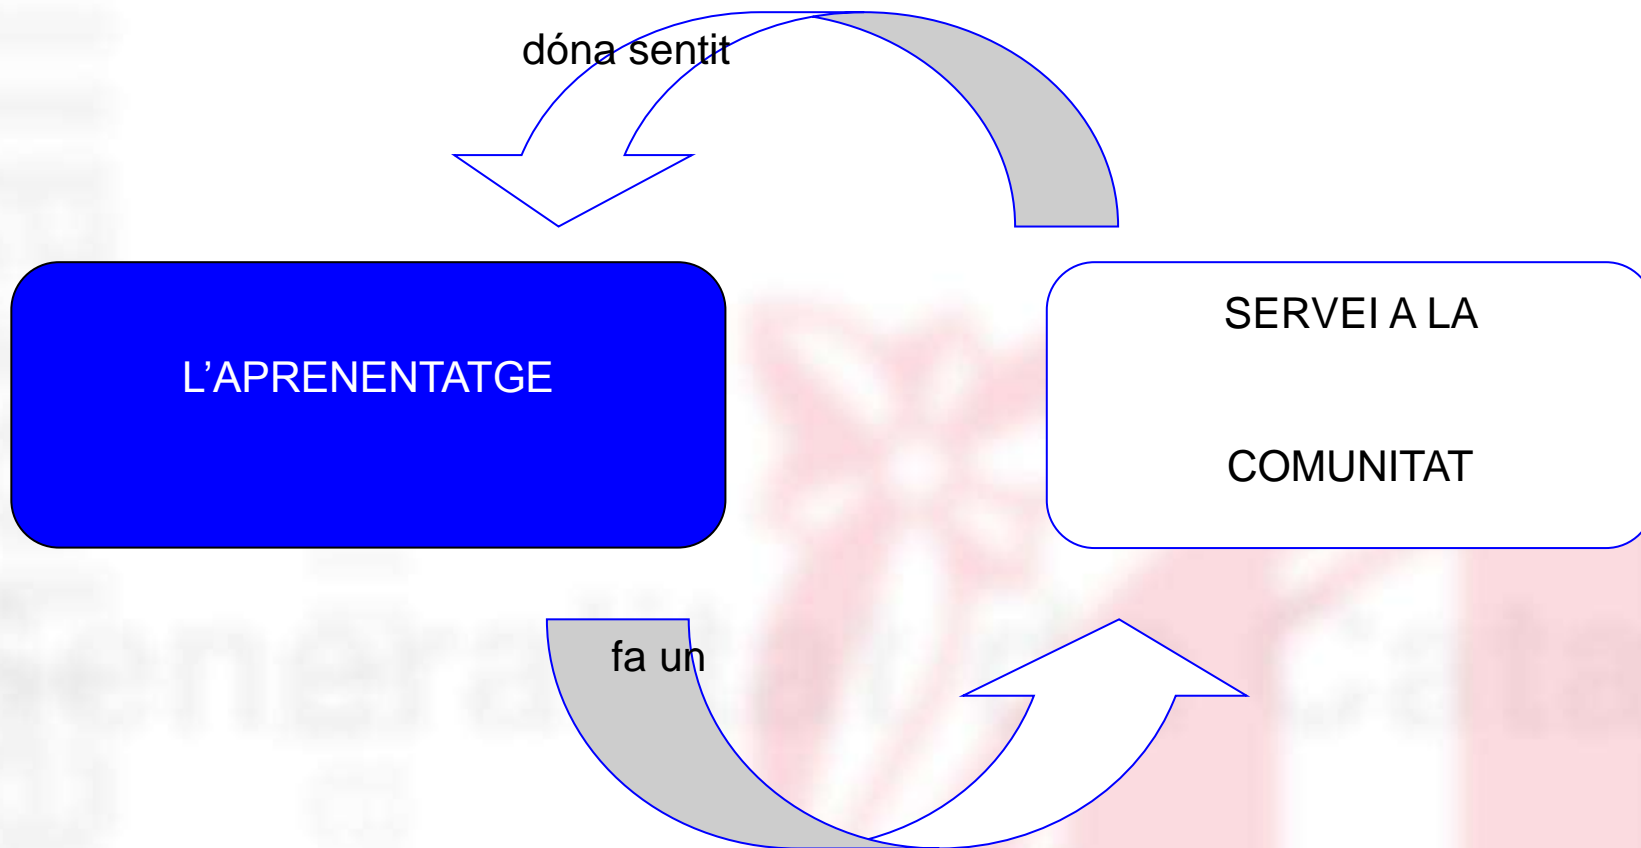 dóna sentit
L’APRENENTATGE
SERVEI A LA
COMUNITAT
fa un